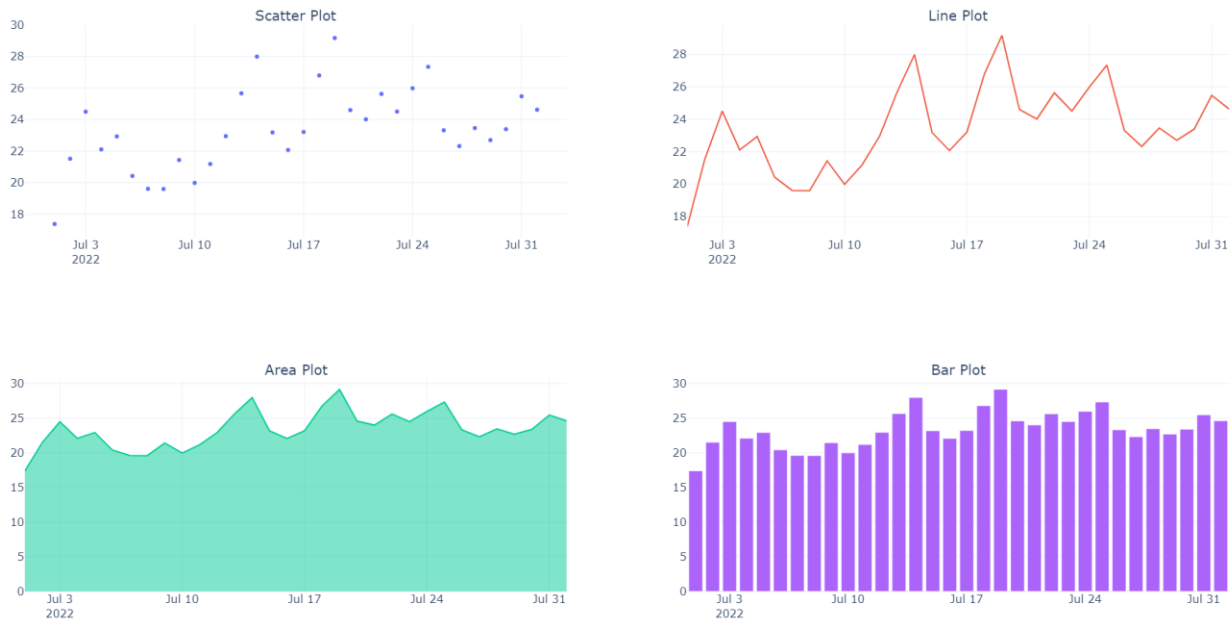 Scatter Plot
30
28
26
24
22
20
18
Jul 3
2022
Jul 10
Jul 17
Jul 24
Jul 31
Line Plot
28
26
24
22
20
18
Jul 3
2022
Jul 10
Jul 17
Jul 24
Jul 31
Area Plot
30
25
20
15
10
5
0
Jul 3
2022
Jul 10
Jul 17
Jul 24
Jul 31
Bar Plot
30
25
20
15
10
5
0
Jul 3
2022
Jul 10
Jul 17
Jul 24
Jul 31